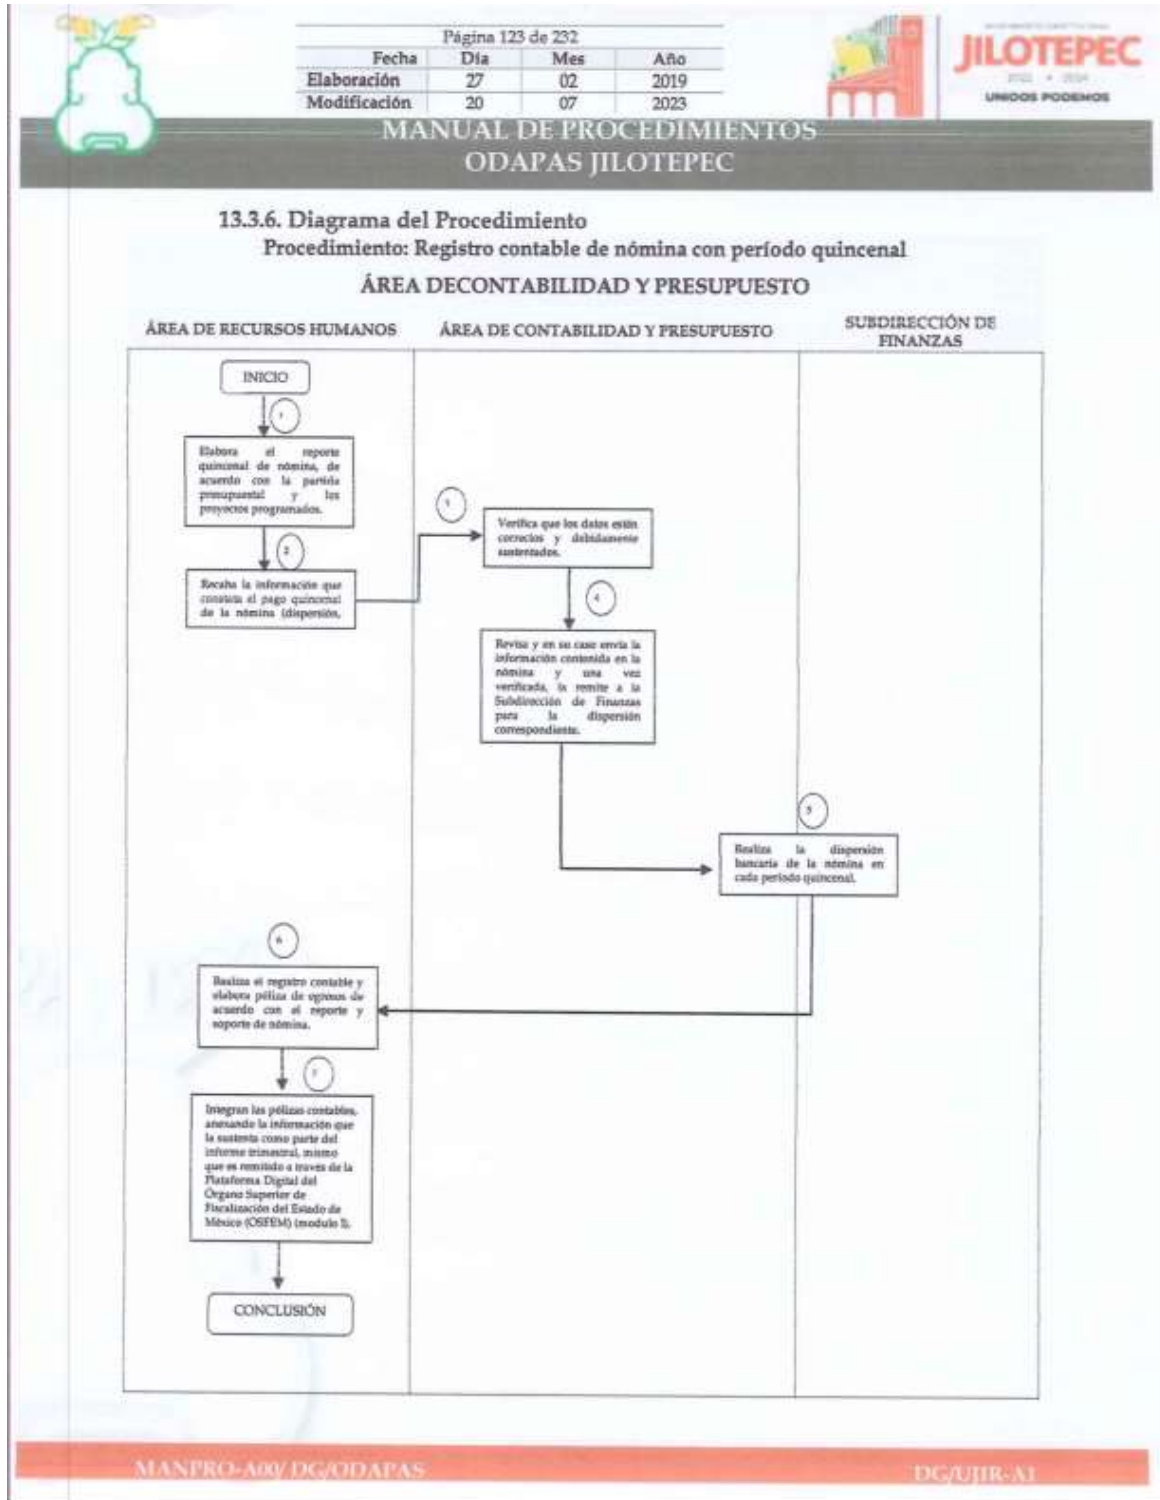 Página 123 de 232
Fecha Día Mes Año
Elaboración 27 02 2019
Modificación 20 07 2023
JILOTEPEC
UNIDOS PODEMOS
MANUAL DE PROCEDIMIENTOS
ODAPAS JILOTEPEC
13.3.6. Diagrama del Procedimiento
Procedimiento: Registro contable de nómina con período quincenal
ÁREA DECONTABILIDAD Y PRESUPUESTO
ÁREA DE RECURSOS HUMANOS
ÁREA DE CONTABILIDAD Y PRESUPUESTO
SUBDIRECCIÓN DE
FINANZAS
INICIO
Elabora el reporte
quincenal de nómina, de
acuerdo con la partida
presupuestal y los
proyectos programados.
2
Recaba la información que
constata el pago quincenal
de la nómina (dispersión,
Verifica que los datos estén
correctos y debidamente
sustentados.
4
Revisa y en su caso envía la
información contenida en la
nómina y una vez
verificada, la remite a la
Subdirección de Finanzas
para la dispersión
correspondiente.
5
Realiza la dispersión
bancaria de la nómina en
cada período quincenal.
6
Realiza el registro contable y
elabora póliza de egresos de
acuerdo con el reporte y
soporte de nómina.
7
Integran las pólizas contables,
anexando la información que
la sustenta como parte del
informe trimestral, mismo
que es remitido a través de la
Plataforma Digital del
Órgano Superior de
Fiscalización del Estado de
México (OSFEM) (modulo I).
CONCLUSIÓN
MANPRO-A00/ DG/ODAPAS
DG/UJIR-A1